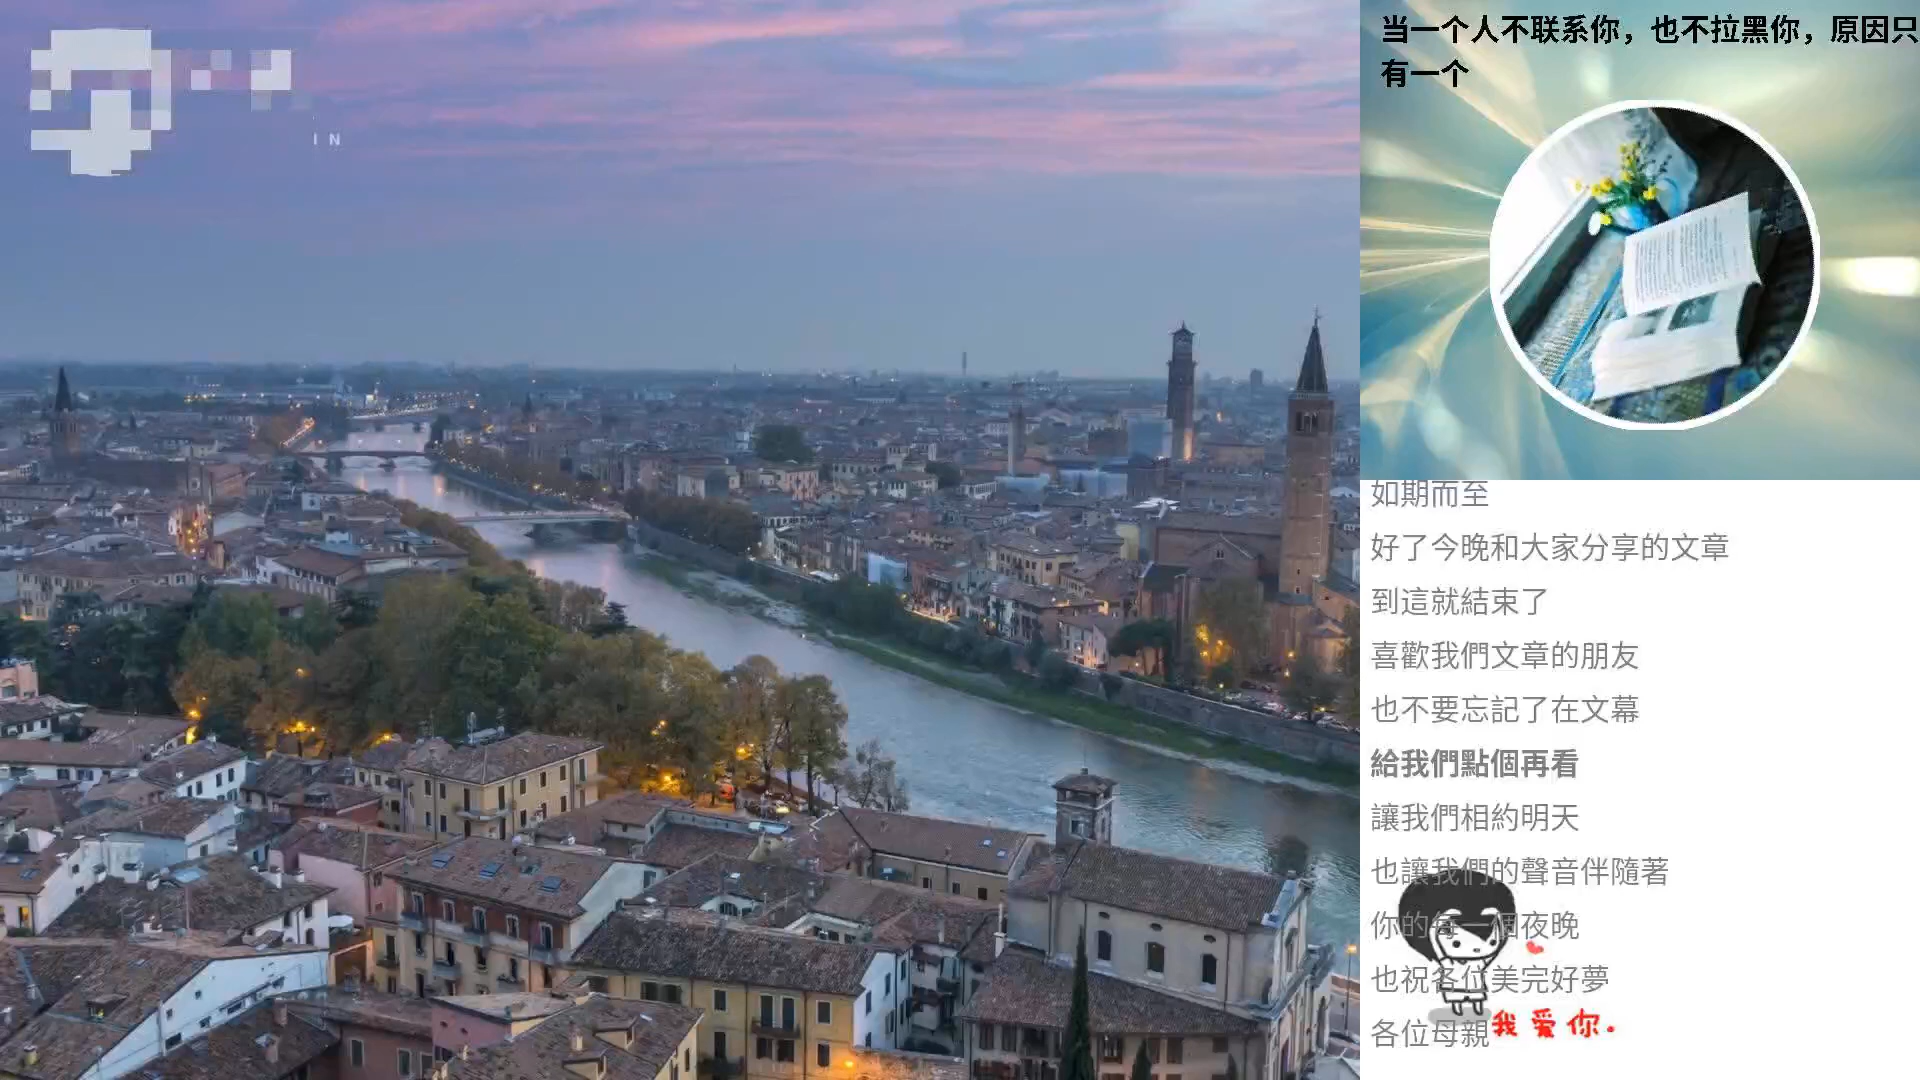 IN
当一个人不联系你，也不拉黑你，原因只
有一个
如期而至
好了今晚和大家分享的文章
到這就結束了
喜歡我們文章的朋友
也不要忘記了在文幕
給我們點個再看
讓我們相約明天
也讓我們的聲音伴隨著
你的每一個夜晚
也祝各位美完好夢
各位母親
我爱你.